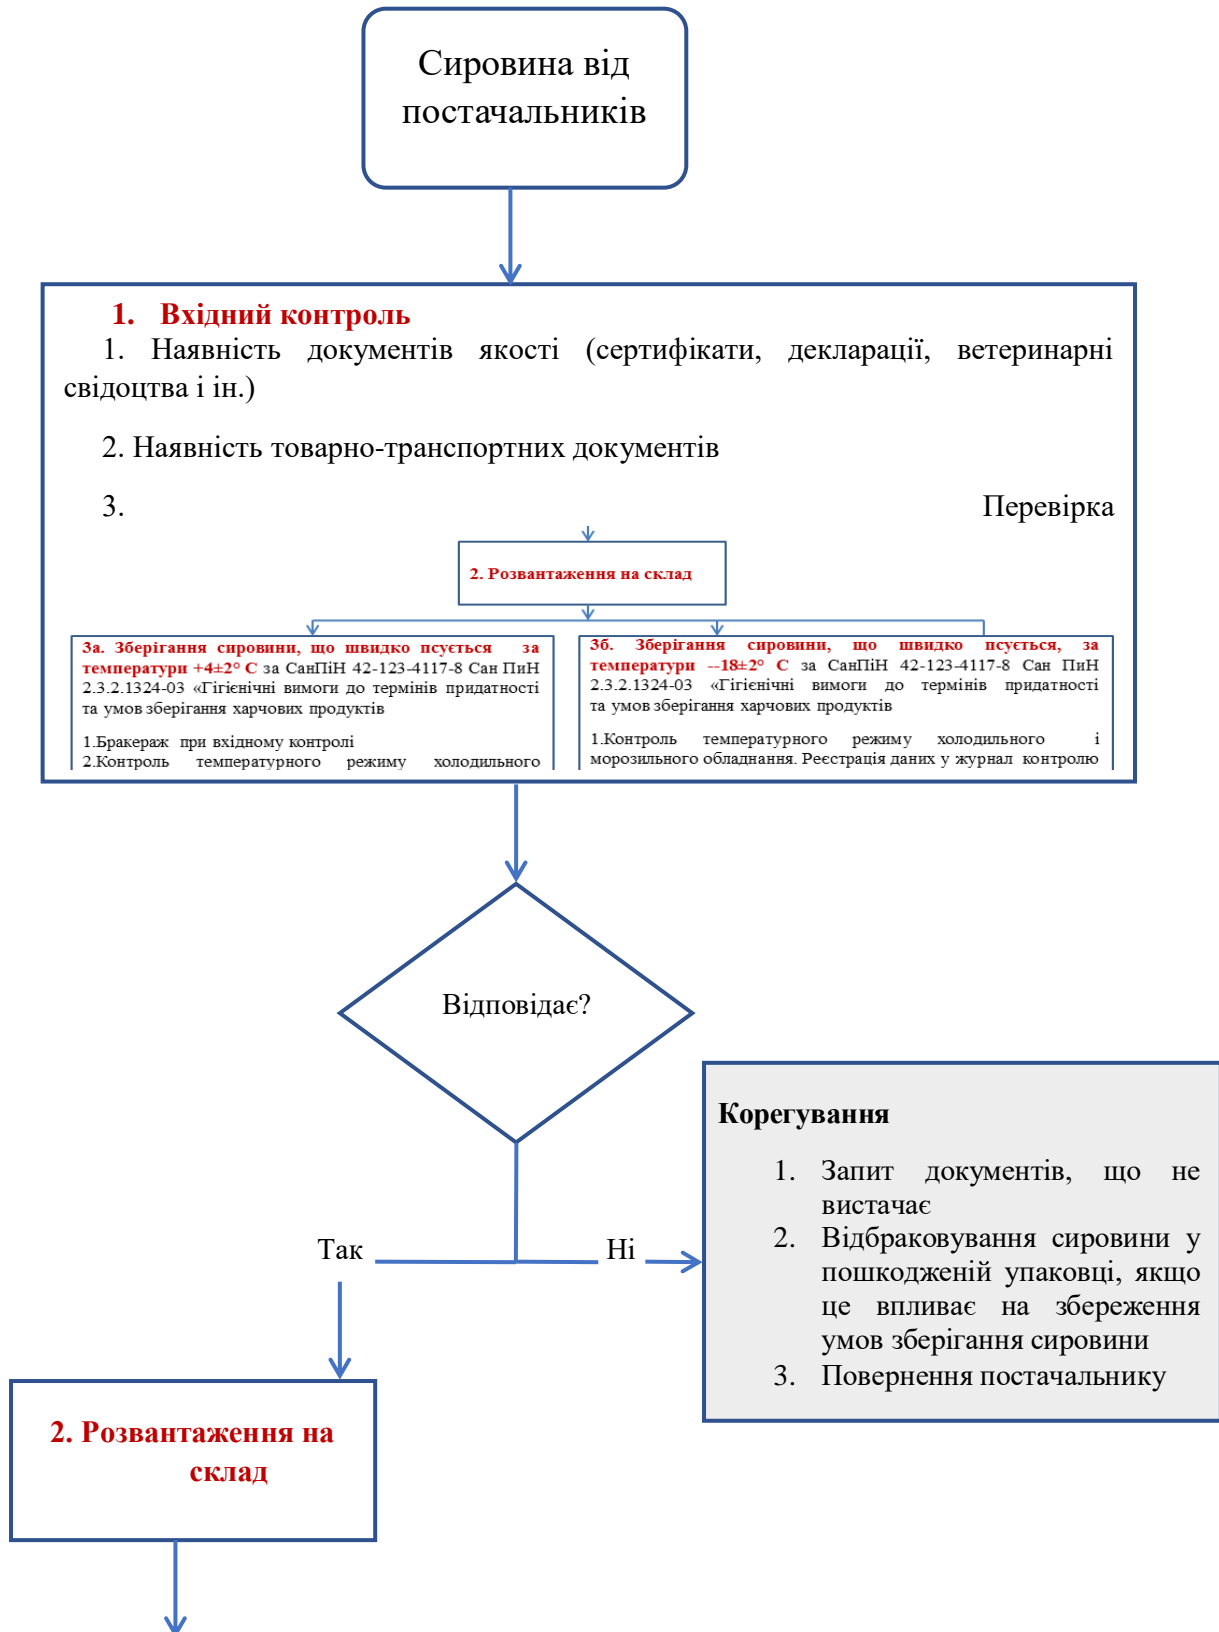 Сировина від
постачальників
1. Вхідний контроль
1. Наявність документів якості (сертифікати, декларації, ветеринарні
свідоцтва і ін.)
2. Наявність товарно-транспортних документів
3. Перевірка
2. Розвантаження на склад
3а. Зберігання сировини, що швидко псується за
температури +4±2° С за СанПіН 42-123-4117-8 Сан ПиН
2.3.2.1324-03 «Гігієнічні вимоги до термінів придатності
та умов зберігання харчових продуктів
1.Бракераж при вхідному контролі
2.Контроль температурного режиму холодильного
3б. Зберігання сировини, що швидко псується, за
температури --18±2° С за СанПіН 42-123-4117-8 Сан ПиН
2.3.2.1324-03 «Гігієнічні вимоги до термінів придатності
та умов зберігання харчових продуктів
1.Контроль температурного режиму холодильного і
морозильного обладнання. Реєстрація даних у журнал контролю
Відповідає?
Корегування
1. Запит документів, що не
вистачає
2. Відбраковування сировини у
пошкодженій упаковці, якщо
це впливає на збереження
умов зберігання сировини
3. Повернення постачальнику
Так
Ні
2. Розвантаження на
склад